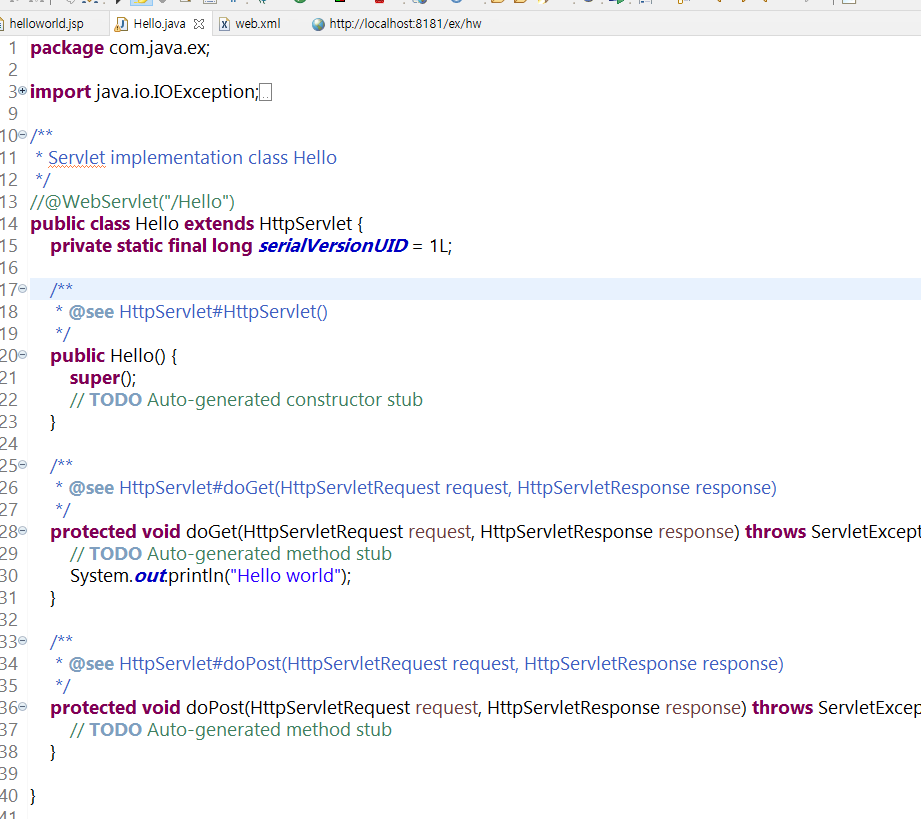 helloworld.jsp Hello.java web.xml http://localhost:8181/ex/hw
1 package com.java.ex;
2
3 import java.io.IOException;
9
10 /**
11 * Servlet implementation class Hello
12 */
13 //@WebServlet("/Hello")
14 public class Hello extends HttpServlet {
15 private static final long serialVersionUID = 1L;
16
17 /**
18 * @see HttpServlet#HttpServlet()
19 */
20 public Hello() {
21 super();
22 // TODO Auto-generated constructor stub
23 }
24
25 /**
26 * @see HttpServlet#doGet(HttpServletRequest request, HttpServletResponse response)
27 */
28 protected void doGet(HttpServletRequest request, HttpServletResponse response) throws ServletExcept
29 // TODO Auto-generated method stub
30 System.out.println("Hello world");
31 }
32
33 /**
34 * @see HttpServlet#doPost(HttpServletRequest request, HttpServletResponse response)
35 */
36 protected void doPost(HttpServletRequest request, HttpServletResponse response) throws ServletExcep
37 // TODO Auto-generated method stub
38 }
39
40 }
41